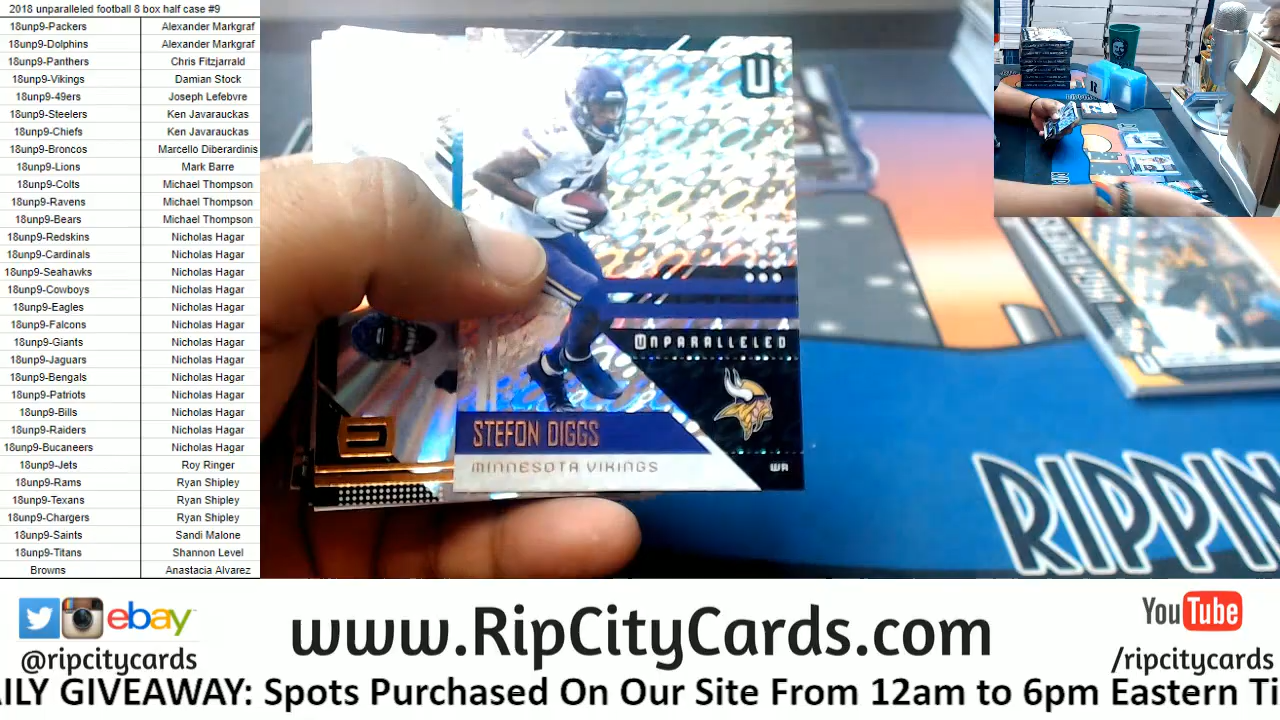 2018 unparalleled football 8 box half case #9
18unp9-Packers Alexander Markgraf
18unp9-Dolphins Alexander Markgraf
18unp9-Panthers Chris Fitzjarrald
18unp9-Vikings Damian Stock
18unp9-49ers Joseph Lefebvre
18unp9-Steelers Ken Javarauckas
18unp9-Chiefs Ken Javarauckas
18unp9-Broncos Marcello Diberardinis
18unp9-Lions Mark Barre
18unp9-Colts Michael Thompson
18unp9-Ravens Michael Thompson
18unp9-Bears Michael Thompson
18unp9-Redskins Nicholas Hagar
18unp9-Cardinals Nicholas Hagar
18unp9-Seahawks Nicholas Hagar
18unp9-Cowboys Nicholas Hagar
18unp9-Eagles Nicholas Hagar
18unp9-Falcons Nicholas Hagar
18unp9-Giants Nicholas Hagar
18unp9-Jaguars Nicholas Hagar
18unp9-Bengals Nicholas Hagar
18unp9-Patriots Nicholas Hagar
18unp9-Bills Nicholas Hagar
18unp9-Raiders Nicholas Hagar
18unp9-Bucaneers Nicholas Hagar
18unp9-Jets Roy Ringer
18unp9-Rams Ryan Shipley
18unp9-Texans Ryan Shipley
18unp9-Chargers Ryan Shipley
18unp9-Saints Sandi Malone
18unp9-Titans Shannon Level
Browns Anastacia Alvarez
U
UNPARALLELED
STEFON DIGGS
MINNESOTA VIKINGS
WR
RIPPIN
ebay
@ripcitycards
www.RipCityCards.com
YouTube
/ripcitycards
AILY GIVEAWAY: Spots Purchased On Our Site From 12am to 6pm Eastern Ti